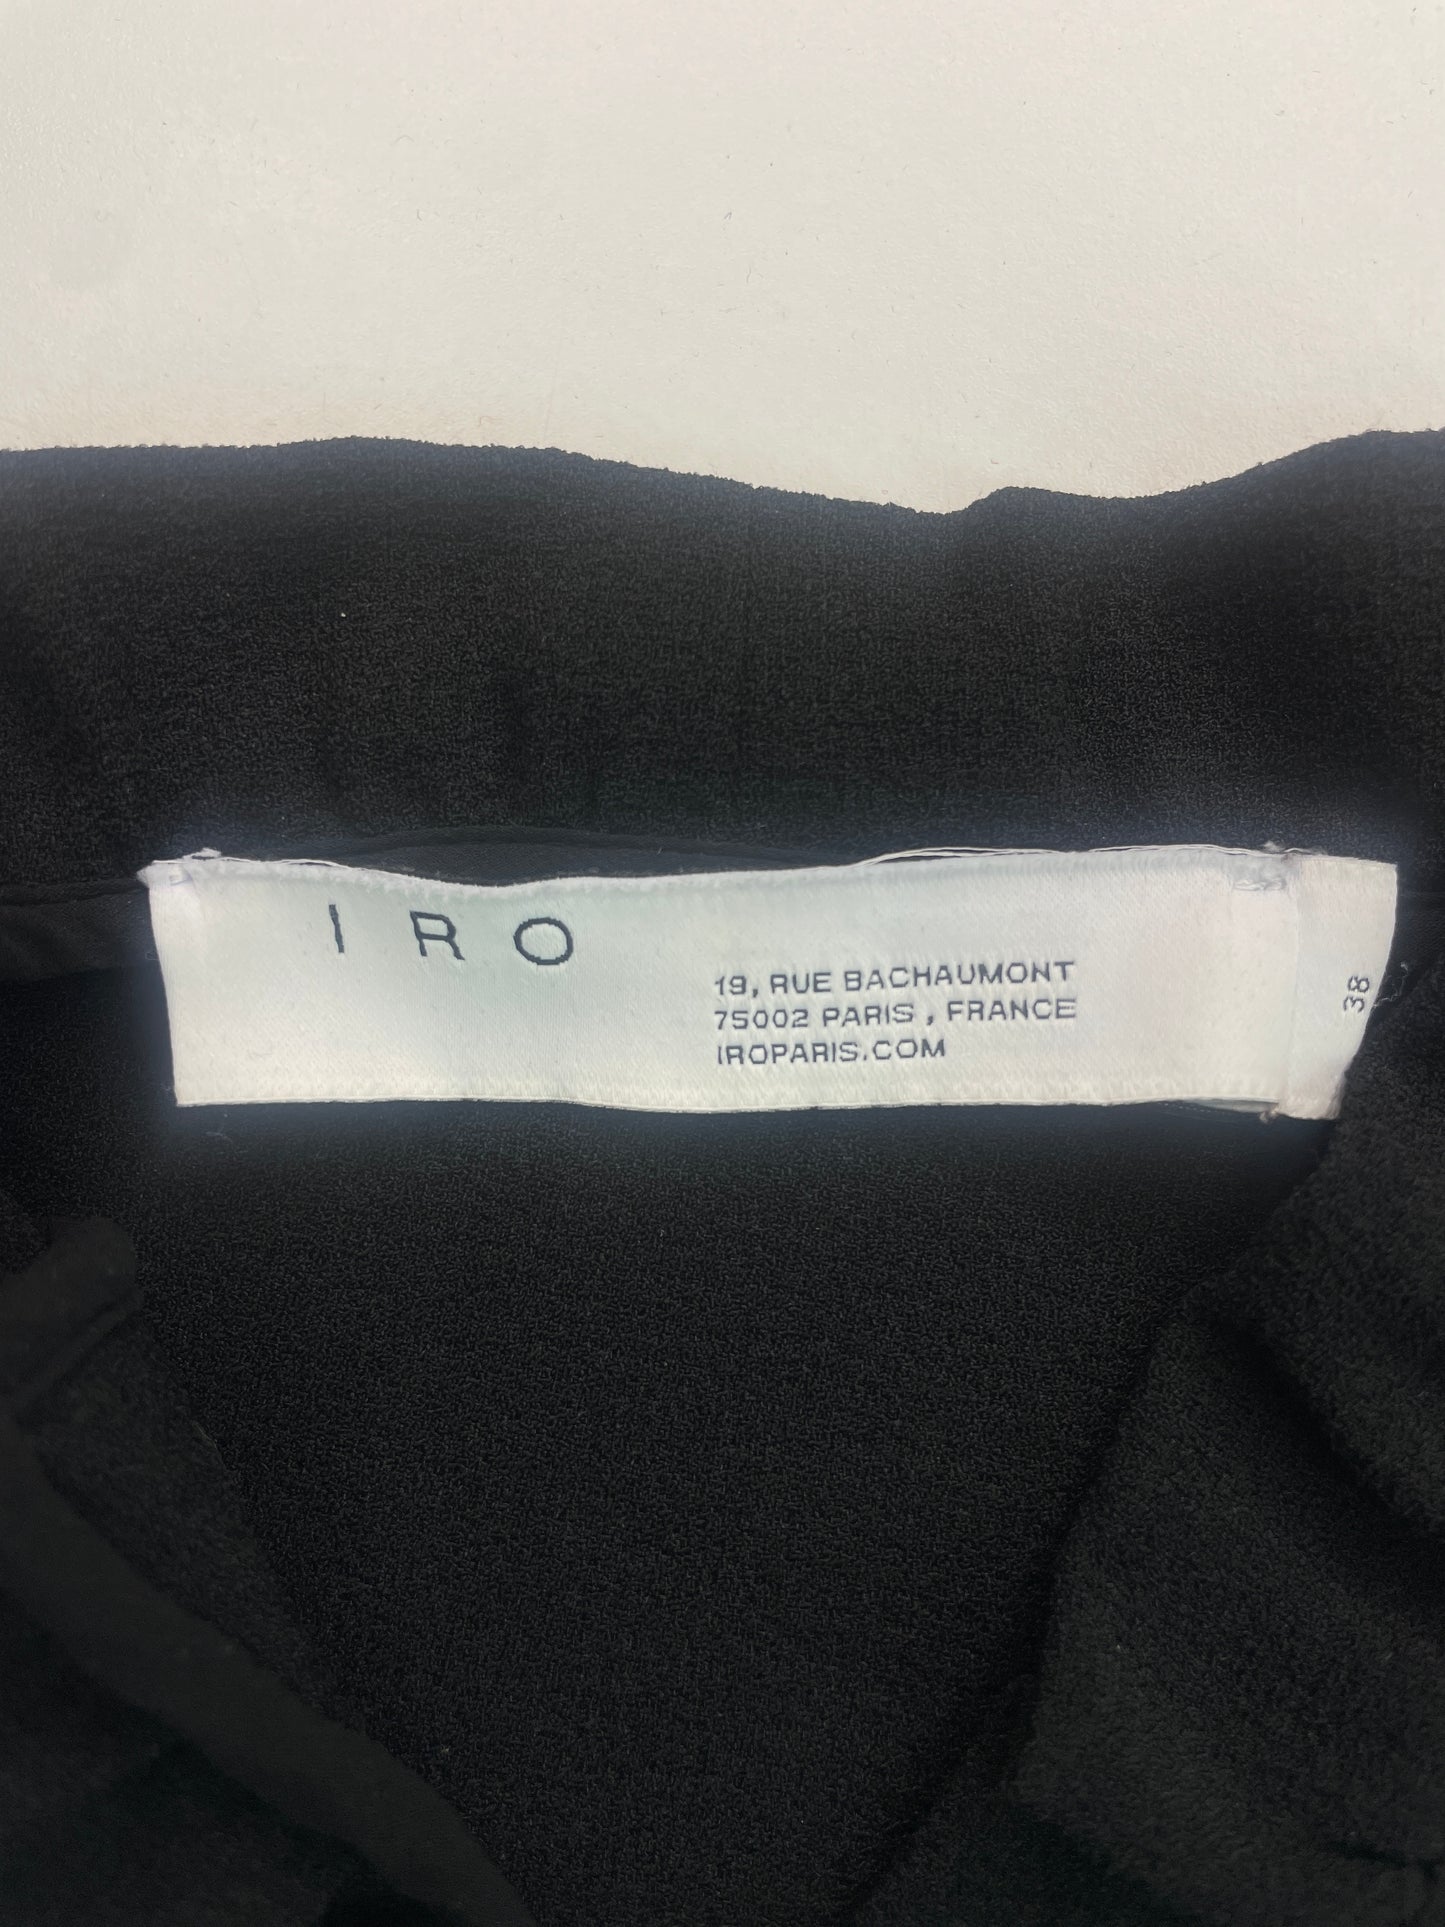 IRO
19, RUE BACHAUMONT
75002 PARIS , FRANCE
IROPARIS.COM
38